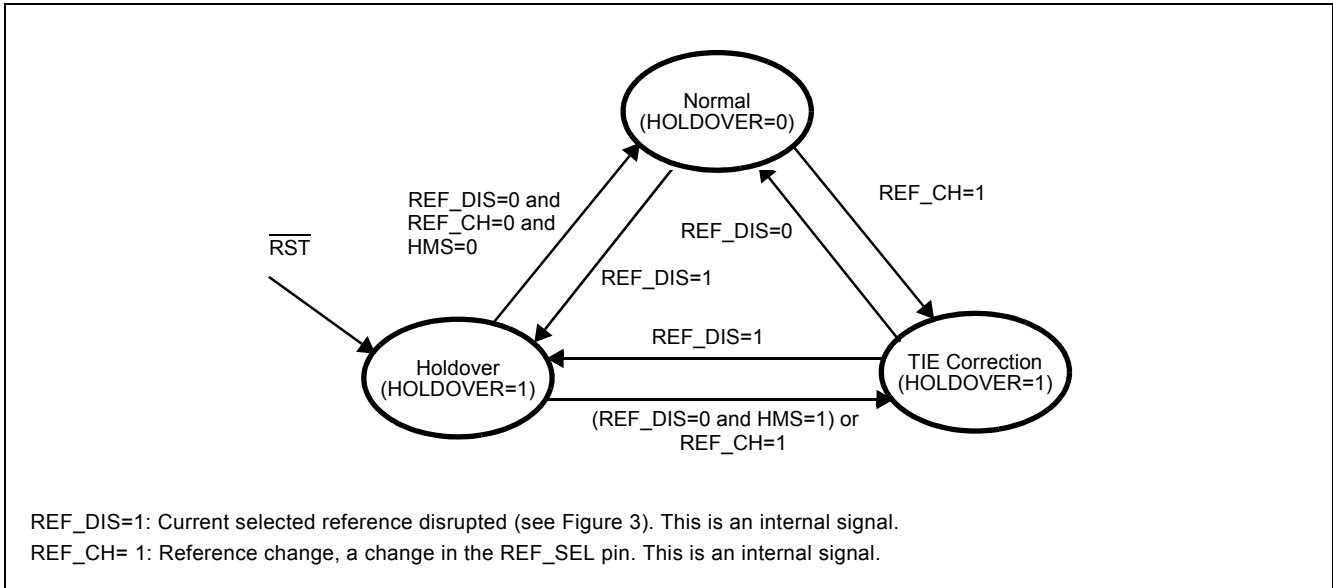 Normal
(HOLDOVER=0)
REF_DIS=0 and
REF_CH=0 and
HMS=0
REF_CH=1
REF_DIS=0
RST
REF_DIS=1
REF_DIS=1
Holdover
(HOLDOVER=1)
TIE Correction
(HOLDOVER=1)
(REF_DIS=0 and HMS=1) or
REF_CH=1
REF_DIS=1: Current selected reference disrupted (see Figure 3). This is an internal signal.
REF_CH= 1: Reference change, a change in the REF_SEL pin. This is an internal signal.